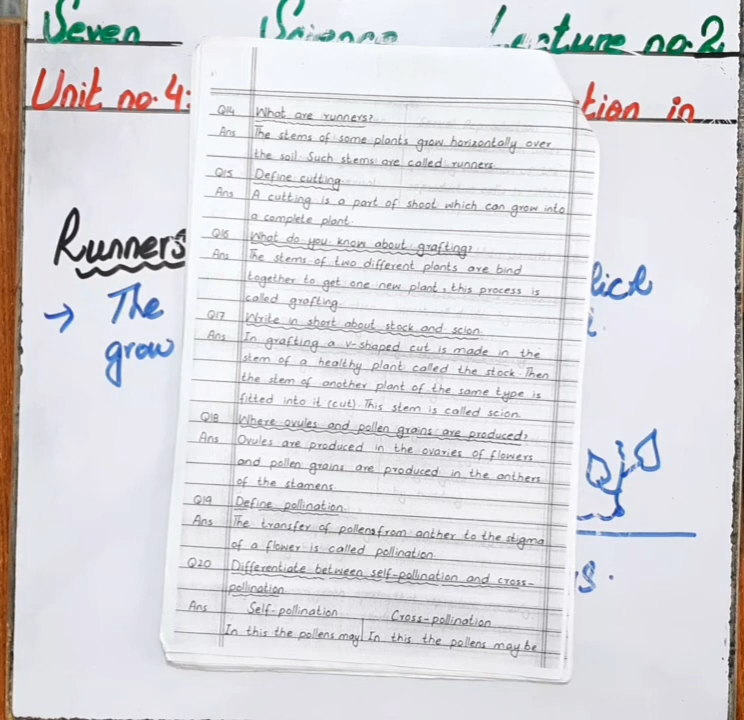 Seven Science Lecture no.2
Unit no.4: tion in
Runners
→ The
grow
Q14 What are runners?
Ans The stems of some plants grow horizontally over
the soil. Such stems are called runners.
Q15 Define cutting.
Ans A cutting is a part of shoot which can grow into
a complete plant.
Q16 What do you know about grafting?
Ans The stems of two different plants are bind
together to get one new plant, this process is
called grafting.
Q17 Write in short about stock and scion.
Ans In grafting a v-shaped cut is made in the
stem of a healthy plant called the stock. Then
the stem of another plant of the same type is
fitted into it (cut). This stem is called scion.
Q18 Where ovules and pollen grains are produced?
Ans Ovules are produced in the ovaries of flowers
and pollen grains are produced in the anthers
of the stamens.
Q19 Define pollination.
Ans The transfer of pollens from anther to the stigma
of a flower is called pollination.
Q20 Differentiate between self-pollination and cross-
pollination
Ans Self-pollination Cross-pollination
In this the pollens may In this the pollens may be